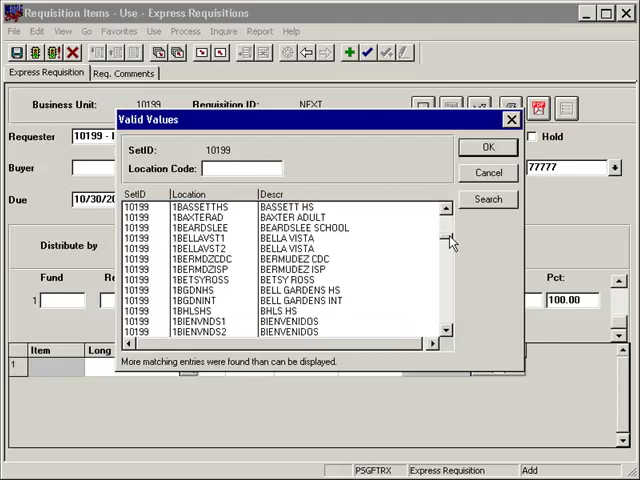 Requisition Items - Use - Express Requisitions
File Edit View Go Favorites Use Process Inquire Report Help
Express Requisition Req. Comments
Business Unit: 10199 Requisition ID: NEXT
Requester 10199 - Hold
Buyer 77777
Due 10/30/20
Distribute by
Fund Re Pct:
1 100.00
Item Long
1
Valid Values
SetID: 10199 OK
Location Code: Cancel
Search
SetID Location Descr
10199 1BASSETTHS BASSETT HS
10199 1BAXTERAD BAXTER ADULT
10199 1BEARDSLEE BEARDSLEE SCHOOL
10199 1BELLAVST1 BELLA VISTA
10199 1BELLAVST2 BELLA VISTA
10199 1BERMDZCDC BERMUDEZ CDC
10199 1BERMDZISP BERMUDEZ ISP
10199 1BETSYROSS BETSY ROSS
10199 1BGDNHS BELL GARDENS HS
10199 1BGDNINT BELL GARDENS INT
10199 1BHLSHS BHLS HS
10199 1BIENVNDS1 BIENVENIDOS
10199 1BIENVNDS2 BIENVENIDOS
More matching entries were found than can be displayed.
PSGFTRX Express Requisition Add